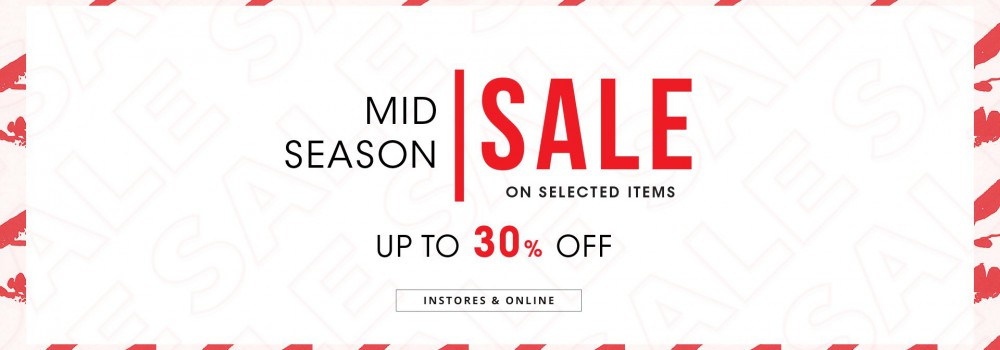 MID
SEASON
SALE
ON SELECTED ITEMS
UP TO 30% OFF
INSTORES & ONLINE